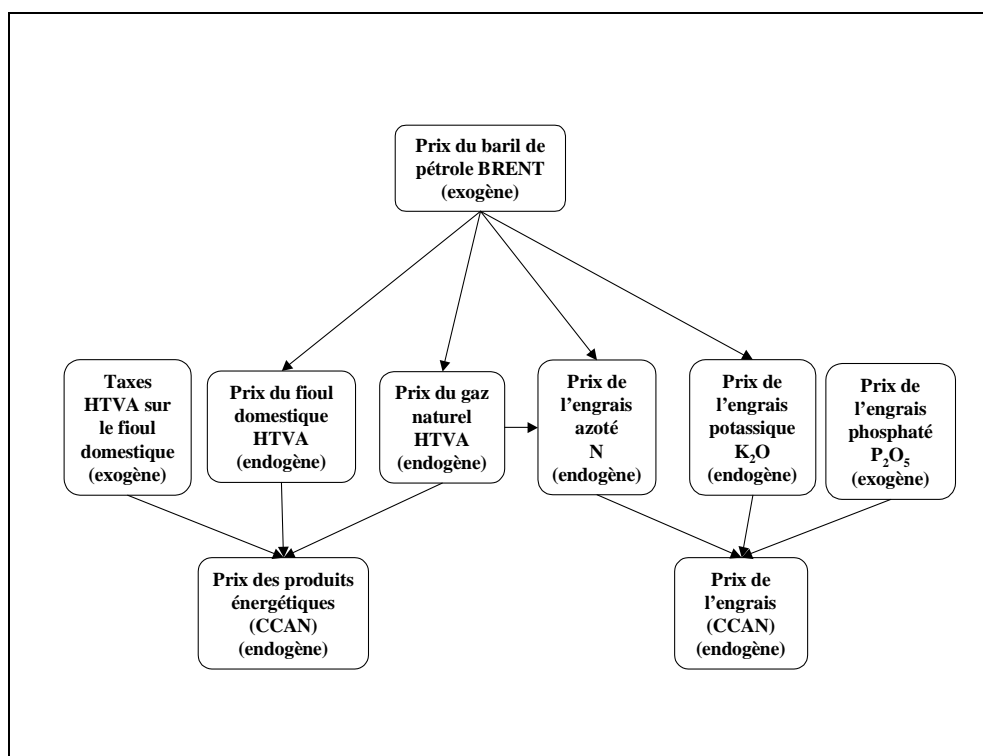 Prix du baril de
pétrole BRENT
(exogène)
Taxes
HTVA sur
le fioul
domestique
(exogène)
Prix du fioul
domestique
HTVA
(endogène)
Prix du gaz
naturel
HTVA
(endogène)
Prix de
l’engrais
azoté
N
(endogène)
Prix de
l’engrais
potassique
K₂O
(endogène)
Prix de
l’engrais
phosphaté
P₂O₅
(exogène)
Prix des produits
énergétiques
(CCAN)
(endogène)
Prix de
l’engrais
(CCAN)
(endogène)